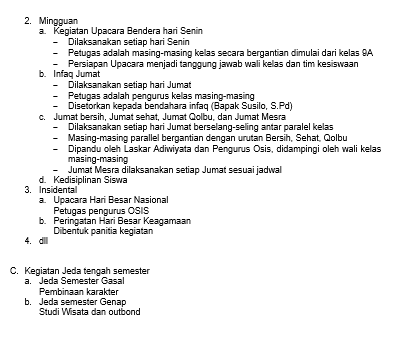 2. Mingguan
a. Kegiatan Upacara Bendera hari Senin
– Dilaksanakan setiap hari Senin
– Petugas adalah masing-masing kelas secara bergantian dimulai dari kelas 9A
– Persiapan Upacara menjadi tanggung jawab wali kelas dan tim kesiswaan
b. Infaq Jumat
– Dilaksanakan setiap hari Jumat
– Petugas adalah pengurus kelas masing-masing
– Disetorkan kepada bendahara infaq (Bapak Susilo, S.Pd)
c. Jumat bersih, Jumat sehat, Jumat Qolbu, dan Jumat Mesra
– Dilaksanakan setiap hari Jumat berselang-seling antar paralel kelas
– Masing-masing parallel bergantian dengan urutan Bersih, Sehat, Qolbu
– Dipandu oleh Laskar Adiwiyata dan Pengurus Osis, didampingi oleh wali kelas
masing-masing
– Jumat Mesra dilaksanakan setiap Jumat sesuai jadwal
d. Kedisiplinan Siswa
3. Insidental
a. Upacara Hari Besar Nasional
Petugas pengurus OSIS
b. Peringatan Hari Besar Keagamaan
Dibentuk panitia kegiatan
4. dll
C. Kegiatan Jeda tengah semester
a. Jeda Semester Gasal
Pembinaan karakter
b. Jeda semester Genap
Studi Wisata dan outbond